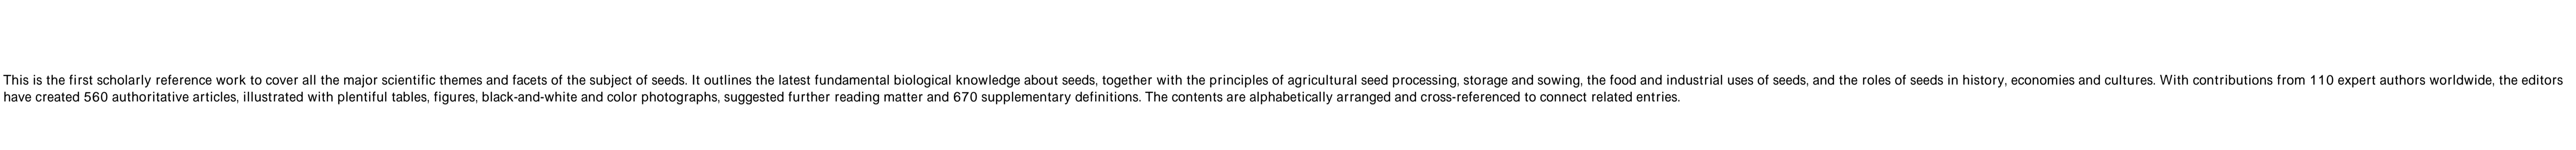 This is the first scholarly reference work to cover all the major scientific themes and facets of the subject of seeds. It outlines the latest fundamental biological knowledge about seeds, together with the principles of agricultural seed processing, storage and sowing, the food and industrial uses of seeds, and the roles of seeds in history, economies and cultures. With contributions from 110 expert authors worldwide, the editors
have created 560 authoritative articles, illustrated with plentiful tables, figures, black-and-white and color photographs, suggested further reading matter and 670 supplementary definitions. The contents are alphabetically arranged and cross-referenced to connect related entries.